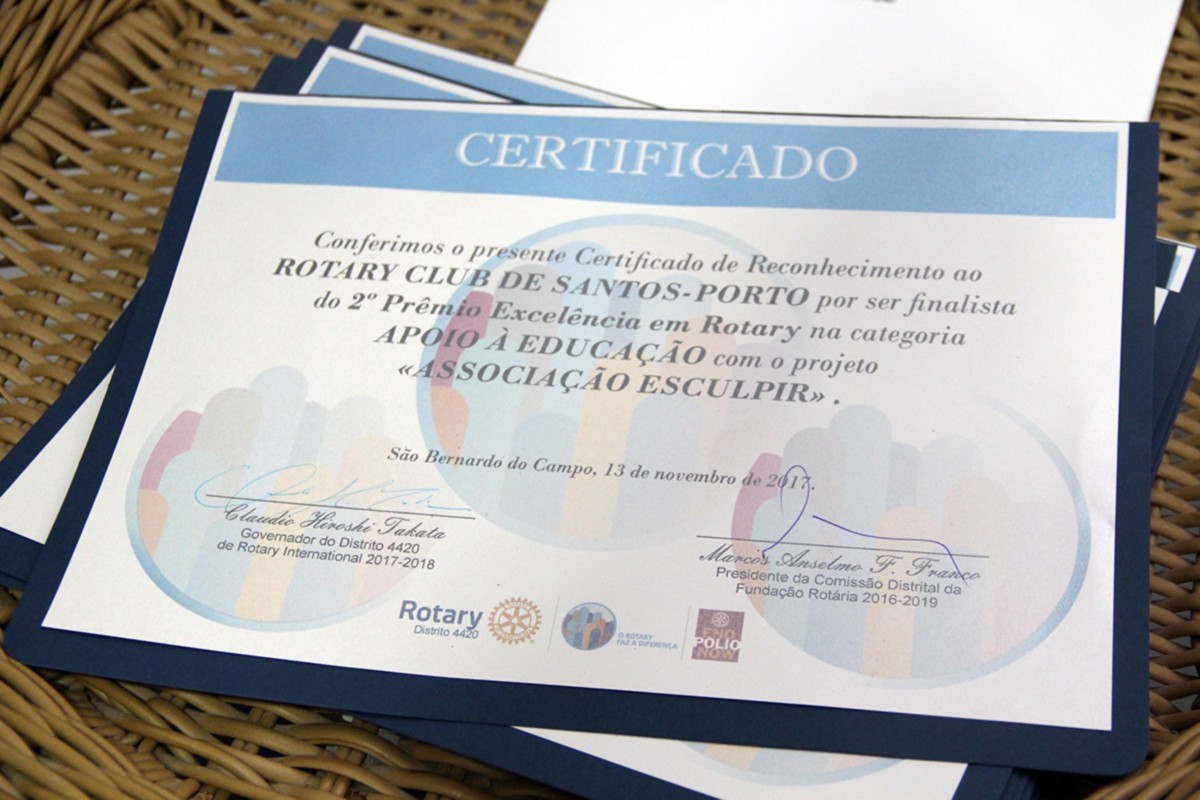 CERTIFICADO
Conferimos o presente Certificado de Reconhecimento ao
ROTARY CLUB DE SANTOS-PORTO por ser finalista
do 2º Prêmio Excelência em Rotary na categoria
APOIO À EDUCAÇÃO com o projeto
«ASSOCIAÇÃO ESCULPIR» .
São Bernardo do Campo, 13 de novembro de 2017.
Claudio Hiroshi Takata
Governador do Distrito 4420
de Rotary International 2017-2018
Marcos Anselmo F. Franco
Presidente da Comissão Distrital da
Fundação Rotária 2016-2019
Rotary
Distrito 4420
O ROTARY
FAZ A DIFERENÇA
END
POLIO
NOW